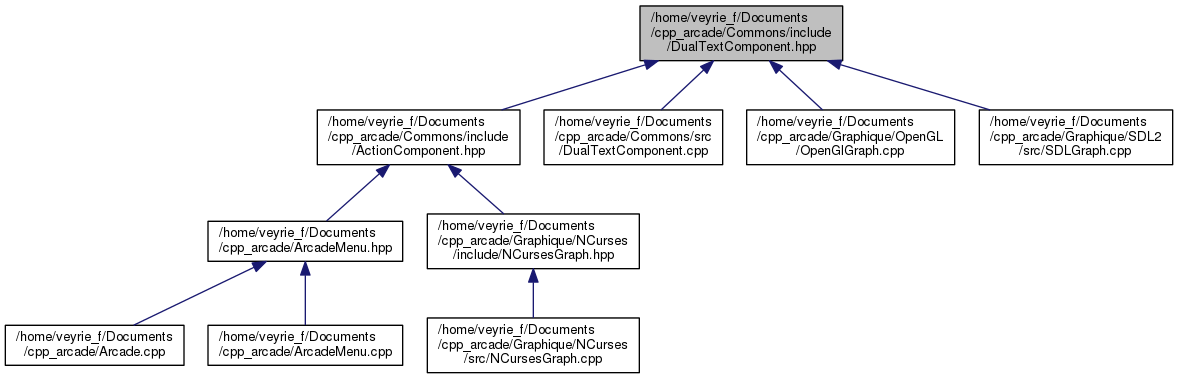 /home/veyrie_f/Documents
/cpp_arcade/Commons/include
/DualTextComponent.hpp
/home/veyrie_f/Documents
/cpp_arcade/Commons/include
/ActionComponent.hpp
/home/veyrie_f/Documents
/cpp_arcade/Commons/src
/DualTextComponent.cpp
/home/veyrie_f/Documents
/cpp_arcade/Graphique/OpenGL
/OpenGlGraph.cpp
/home/veyrie_f/Documents
/cpp_arcade/Graphique/SDL2
/src/SDLGraph.cpp
/home/veyrie_f/Documents
/cpp_arcade/ArcadeMenu.hpp
/home/veyrie_f/Documents
/cpp_arcade/Graphique/NCurses
/include/NCursesGraph.hpp
/home/veyrie_f/Documents
/cpp_arcade/Arcade.cpp
/home/veyrie_f/Documents
/cpp_arcade/ArcadeMenu.cpp
/home/veyrie_f/Documents
/cpp_arcade/Graphique/NCurses
/src/NCursesGraph.cpp